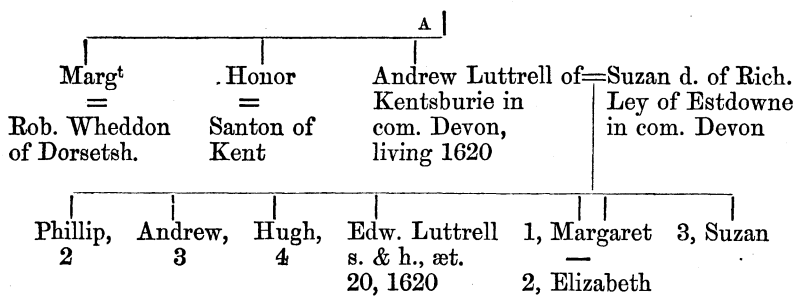 A
Margt
.Honor
Andrew Luttrell of=Suzan d. of Rich.
=
=
Kentsburie in
Ley of Estdowne
Rob. Wheddon
Santon of
com. Devon,
in com. Devon
of Dorsetsh.
Kent
living 1620
Phillip,
Andrew,
Hugh,
Edw. Luttrell
1, Margaret
3, Suzan
2
3
4
s. & h., æt.
—
20, 1620
2, Elizabeth